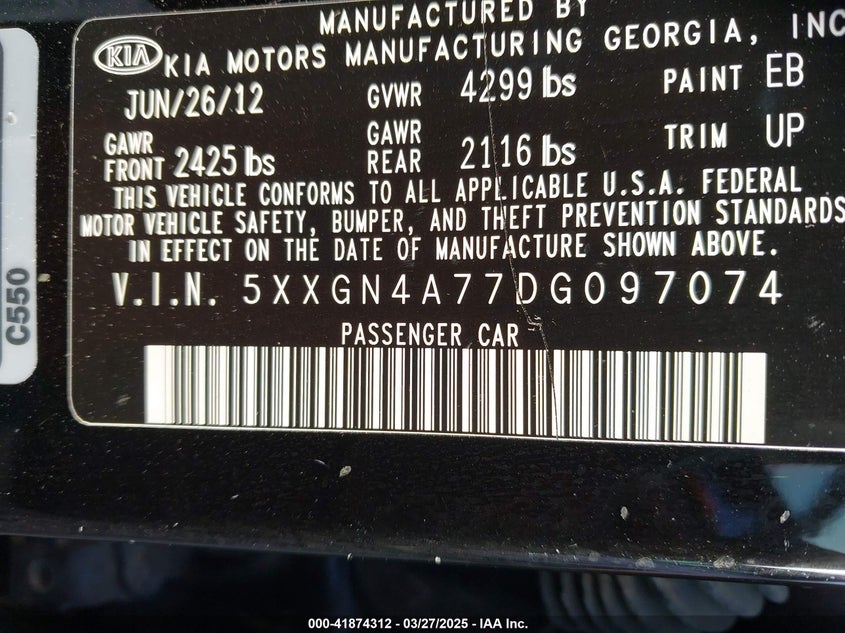 MANUFACTURED BY
KIA KIA MOTORS MANUFACTURING GEORGIA, INC
JUN/26/12 GVWR 4299 lbs PAINT EB
GAWR FRONT 2425 lbs GAWR REAR 2116 lbs TRIM UP
THIS VEHICLE CONFORMS TO ALL APPLICABLE U.S.A. FEDERAL
MOTOR VEHICLE SAFETY, BUMPER, AND THEFT PREVENTION STANDARDS
IN EFFECT ON THE DATE OF MANUFACTURE SHOWN ABOVE.
V.I.N. 5XXGN4A77DG097074
PASSENGER CAR
C550
000-41874312 - 03/27/2025 - IAA Inc.